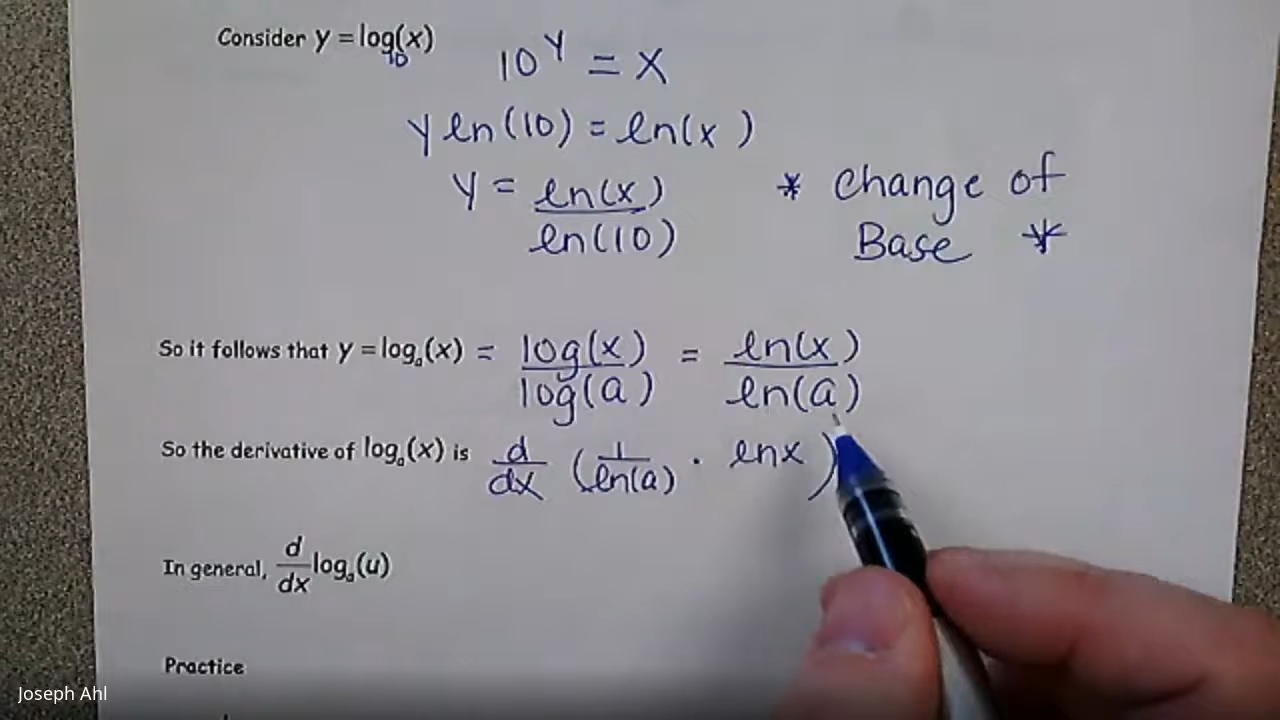 Consider y = log₁₀(x)
10^y = x
y ln(10) = ln(x)
y = ln(x)/ln(10) * Change of
Base *
So it follows that y = logₐ(x) = log(x)/log(a) = ln(x)/ln(a)
So the derivative of logₐ(x) is d/dx (1/ln(a) · lnx)
In general, d/dx logₐ(u)
Practice
Joseph Ahl